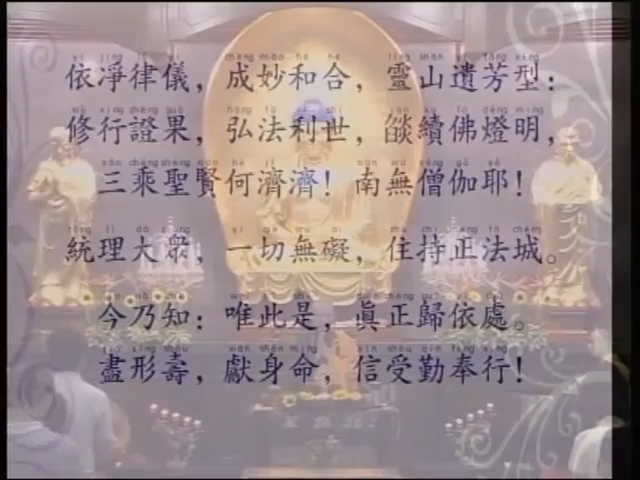 依淨律儀，成妙和合，靈山遺芳型：
修行證果，弘法利世，燄續佛燈明，
三乘聖賢何濟濟！南無僧伽耶！
統理大眾，一切無礙，住持正法城。
今乃知：唯此是，眞正歸依處。
盡形壽，獻身命，信受勤奉行！